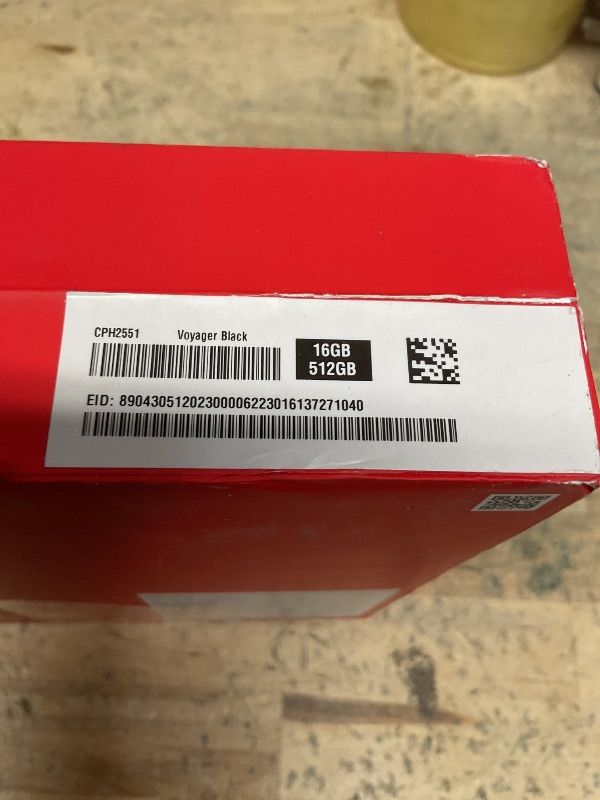 CPH2551 Voyager Black
16GB
512GB
EID: 89043051202300006223016137271040